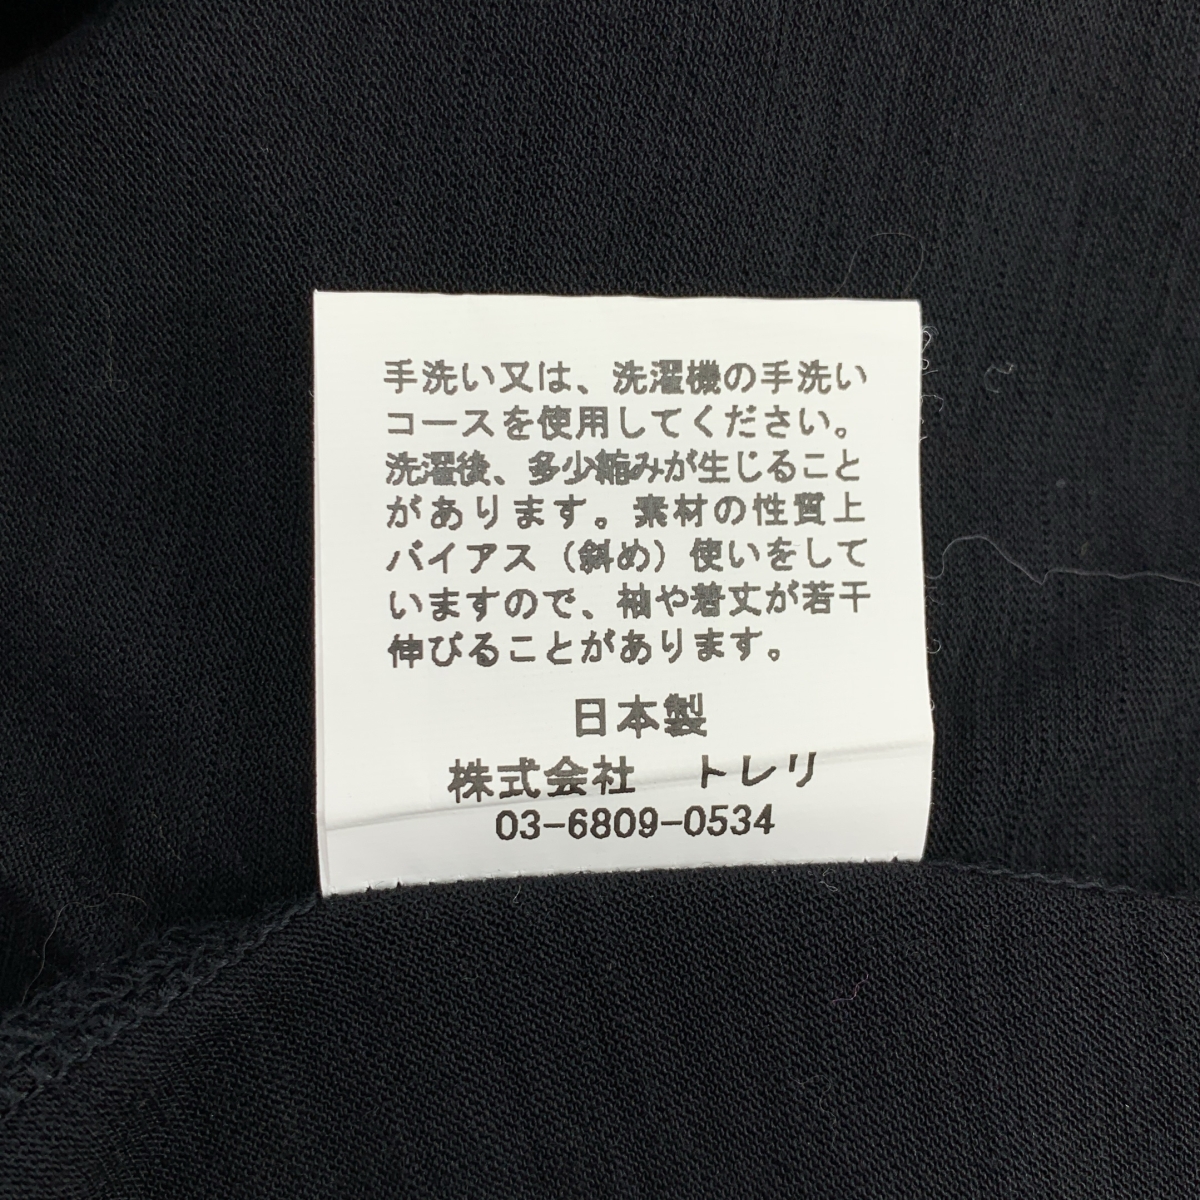 手洗い又は、洗濯機の手洗い
コースを使用してください。
洗濯後、多少縮みが生じること
があります。素材の性質上
バイアス（斜め）使いをして
いますので、袖や着丈が若干
伸びることがあります。
日本製
株式会社　トレリ
03-6809-0534